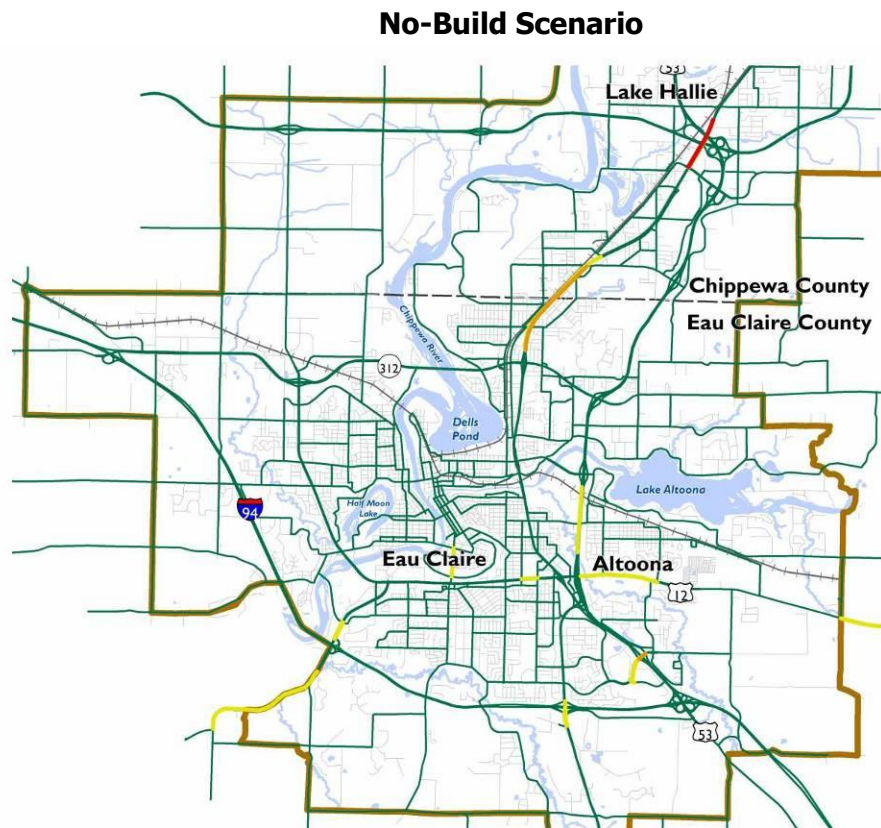 No-Build Scenario
53
Lake Hallie
Chippewa County
Eau Claire County
Chippewa River
312
Dells
Pond
Lake Altoona
Half Moon
Lake
94
Eau Claire
Altoona
12
53